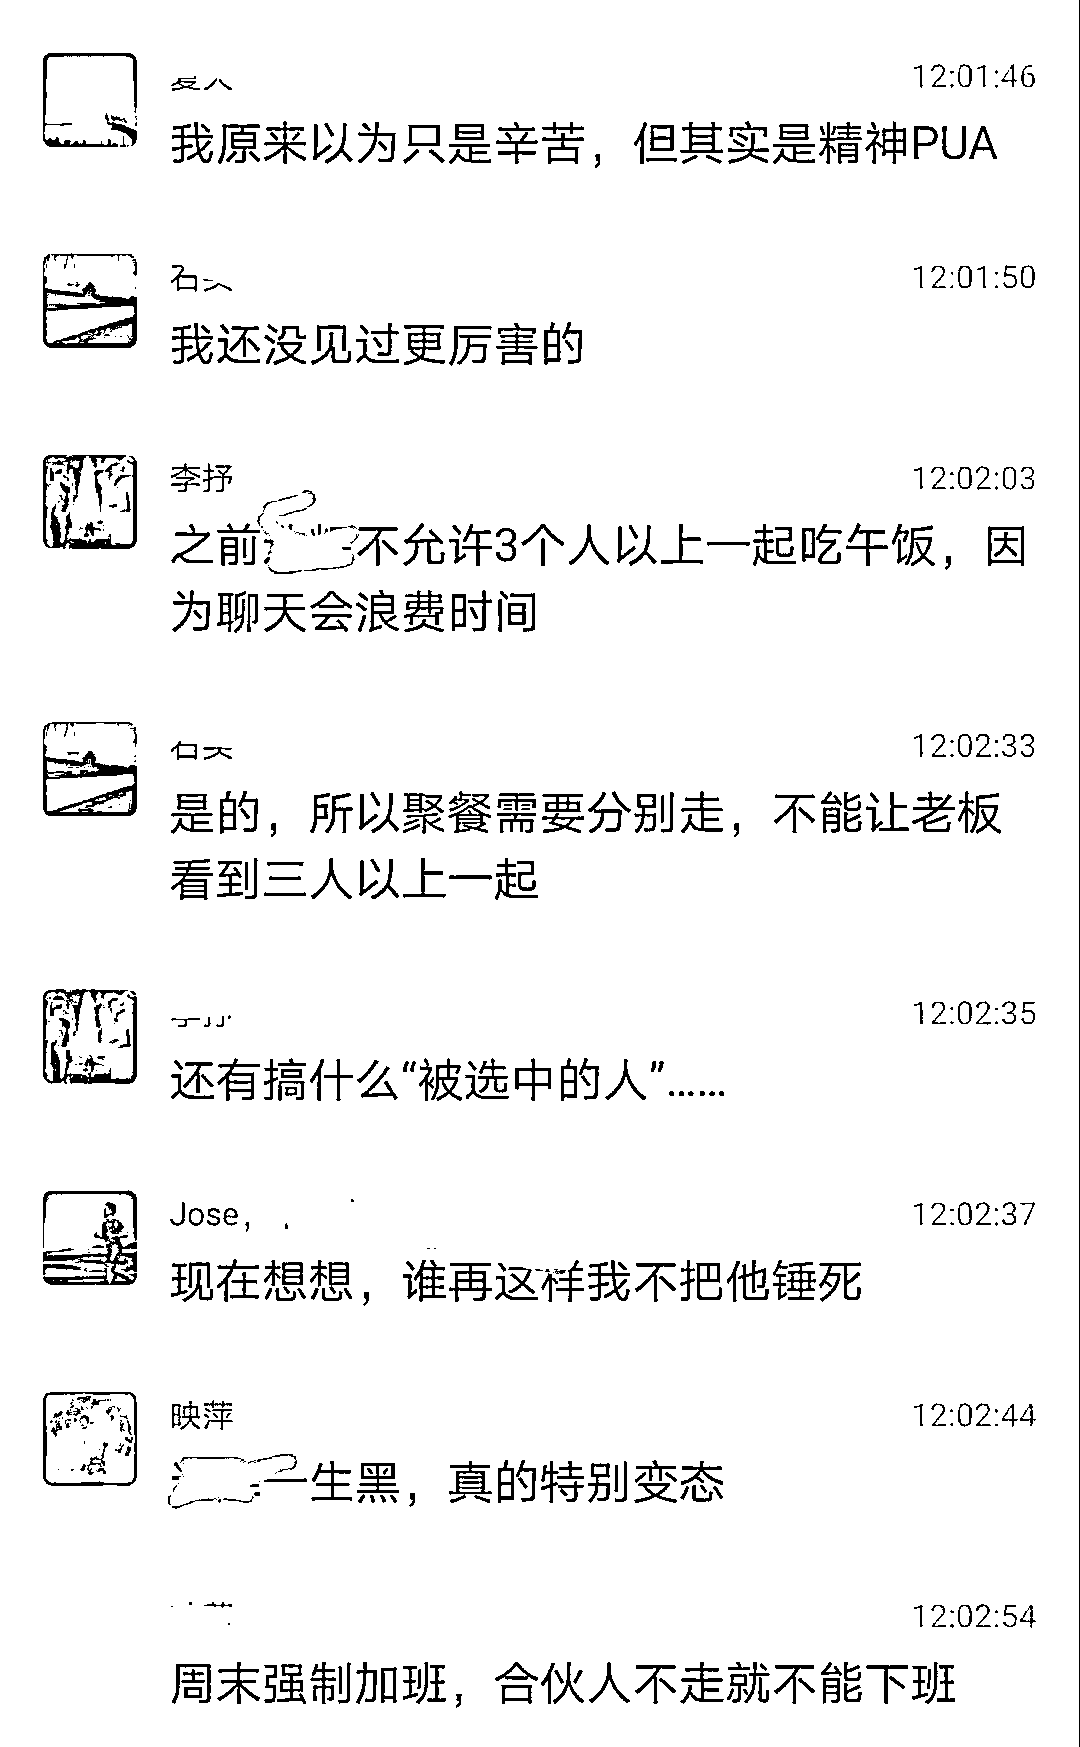 12:01:46
我原来以为只是辛苦，但其实是精神PUA
12:01:50
我还没见过更厉害的
李抒 12:02:03
之前 不允许3个人以上一起吃午饭，因
为聊天会浪费时间
12:02:33
是的，所以聚餐需要分别走，不能让老板
看到三人以上一起
12:02:35
还有搞什么“被选中的人”……
Jose, 12:02:37
现在想想，谁再这样我不把他锤死
映萍 12:02:44
一生黑，真的特别变态
12:02:54
周末强制加班，合伙人不走就不能下班